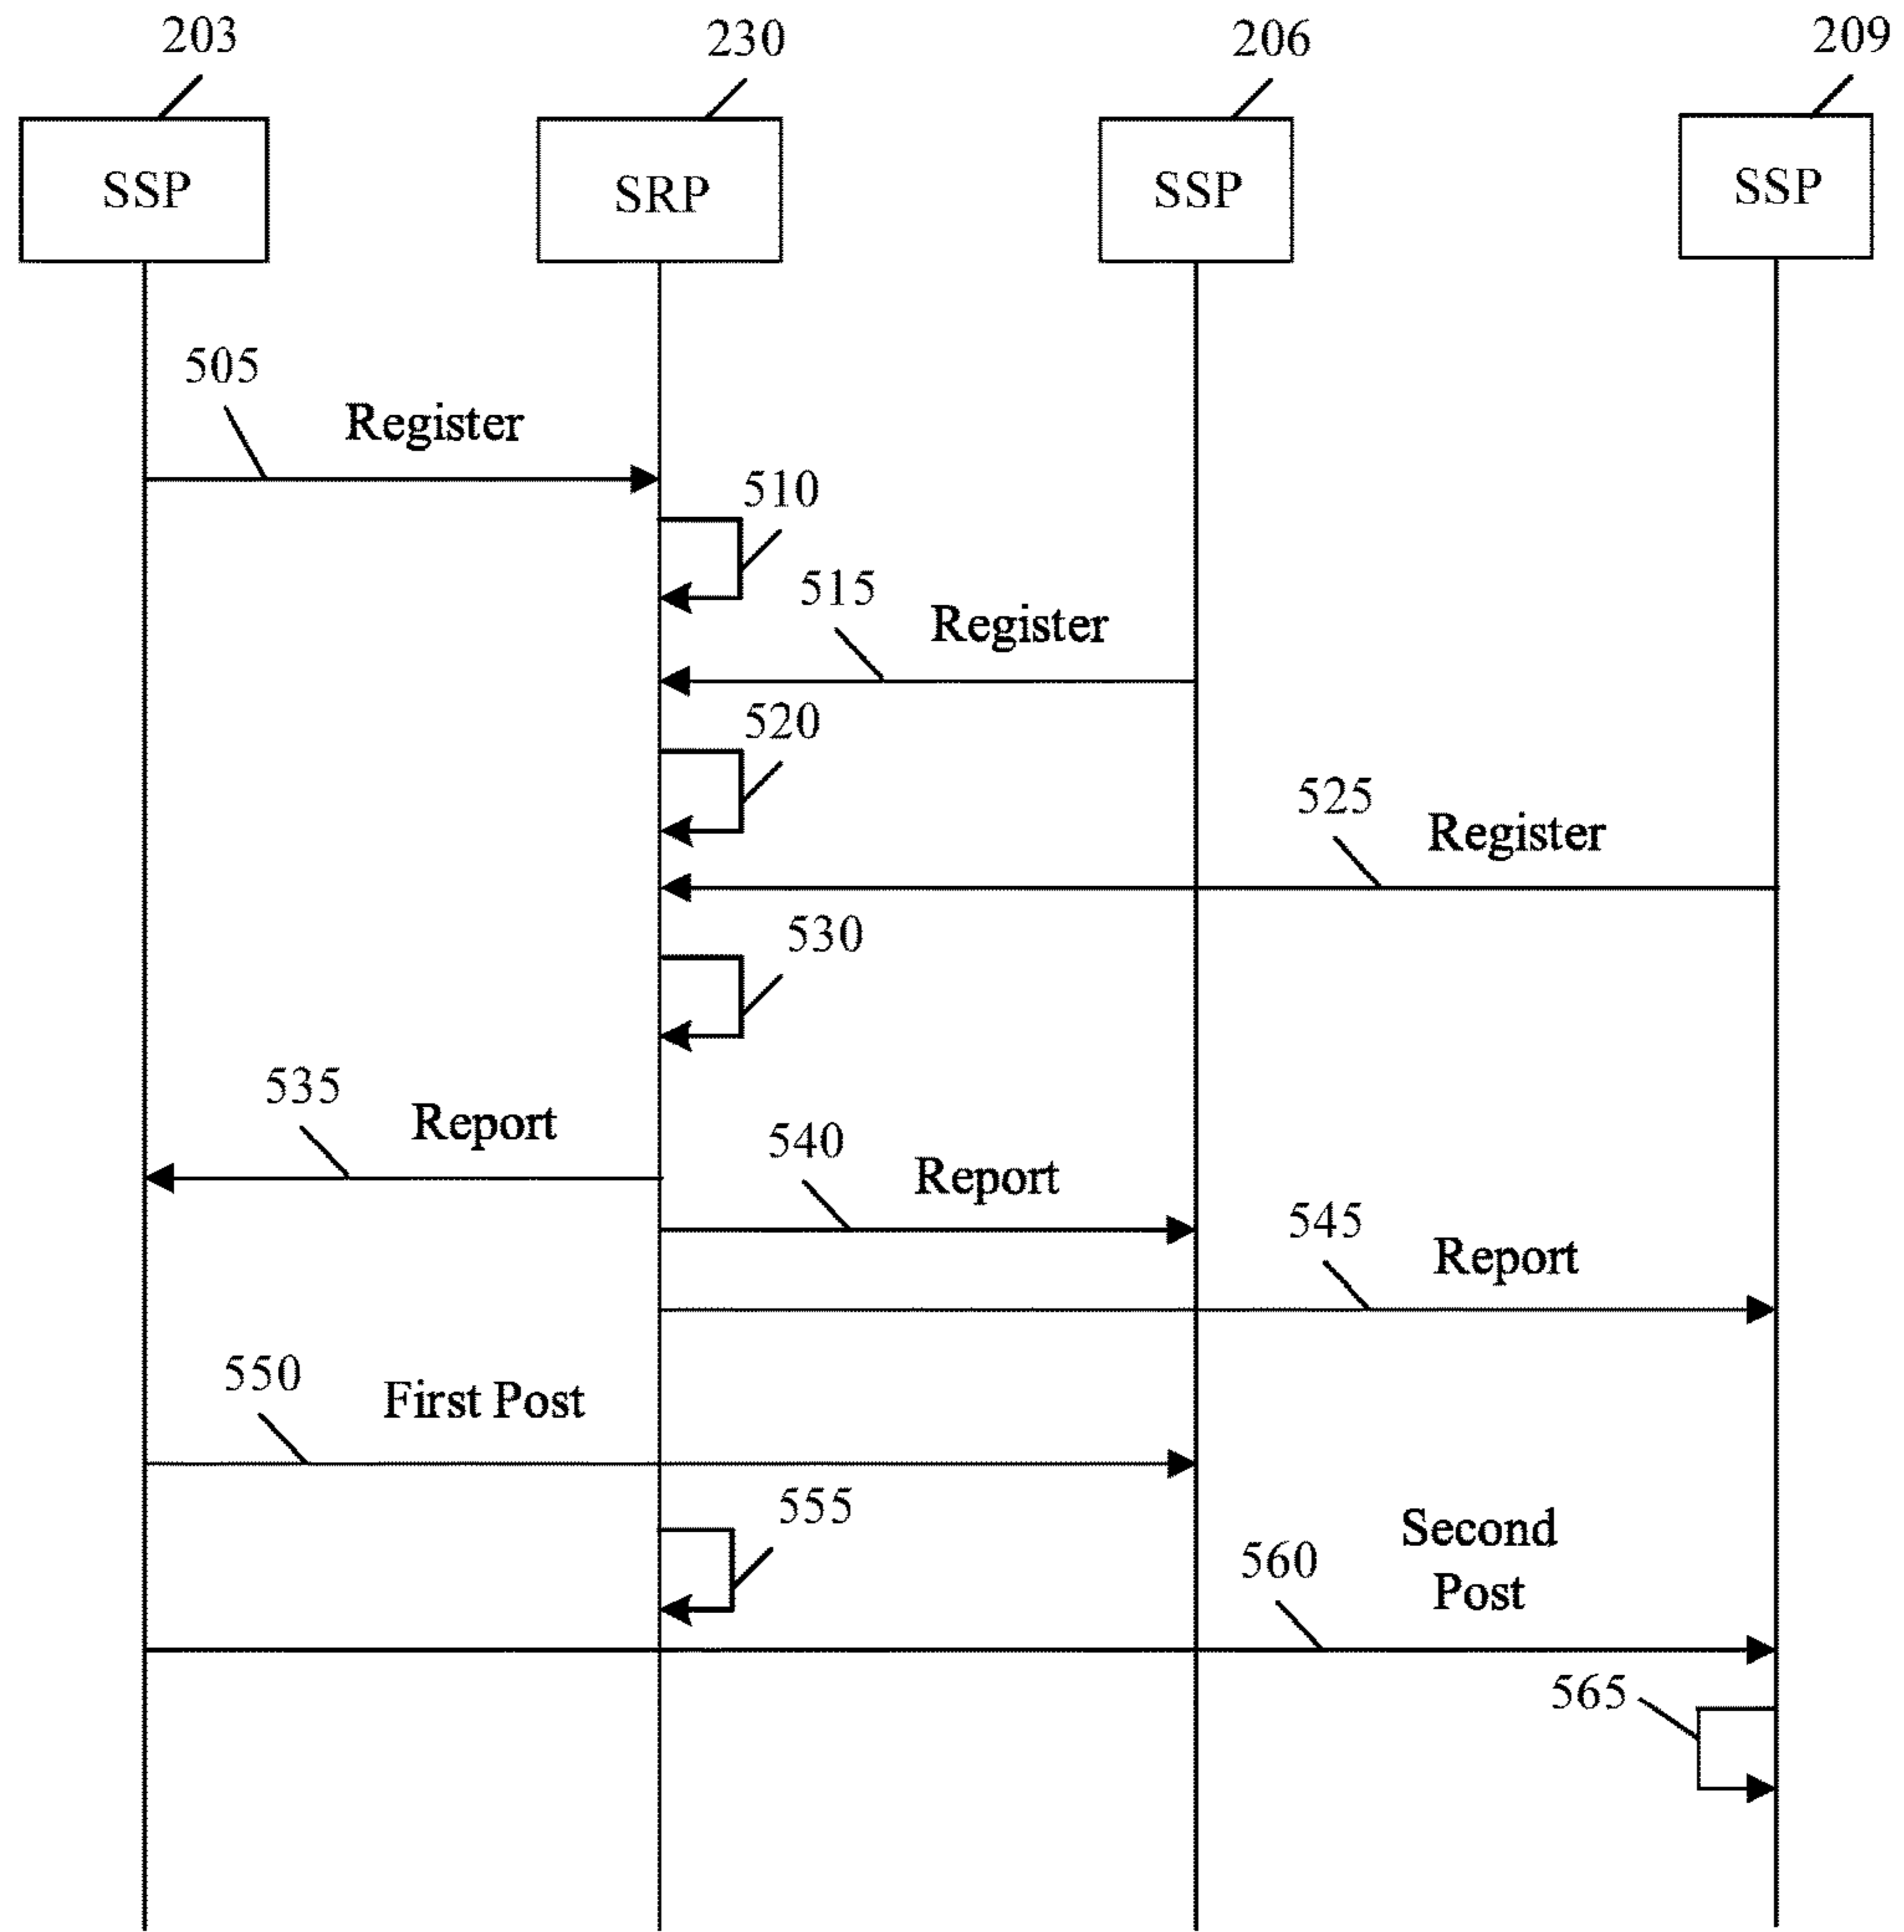 203
230
206
209
SSP
SRP
SSP
SSP
505
Register
510
515
Register
520
525
Register
530
535
Report
540
Report
545
Report
550
First Post
555
Second
560
Post
565